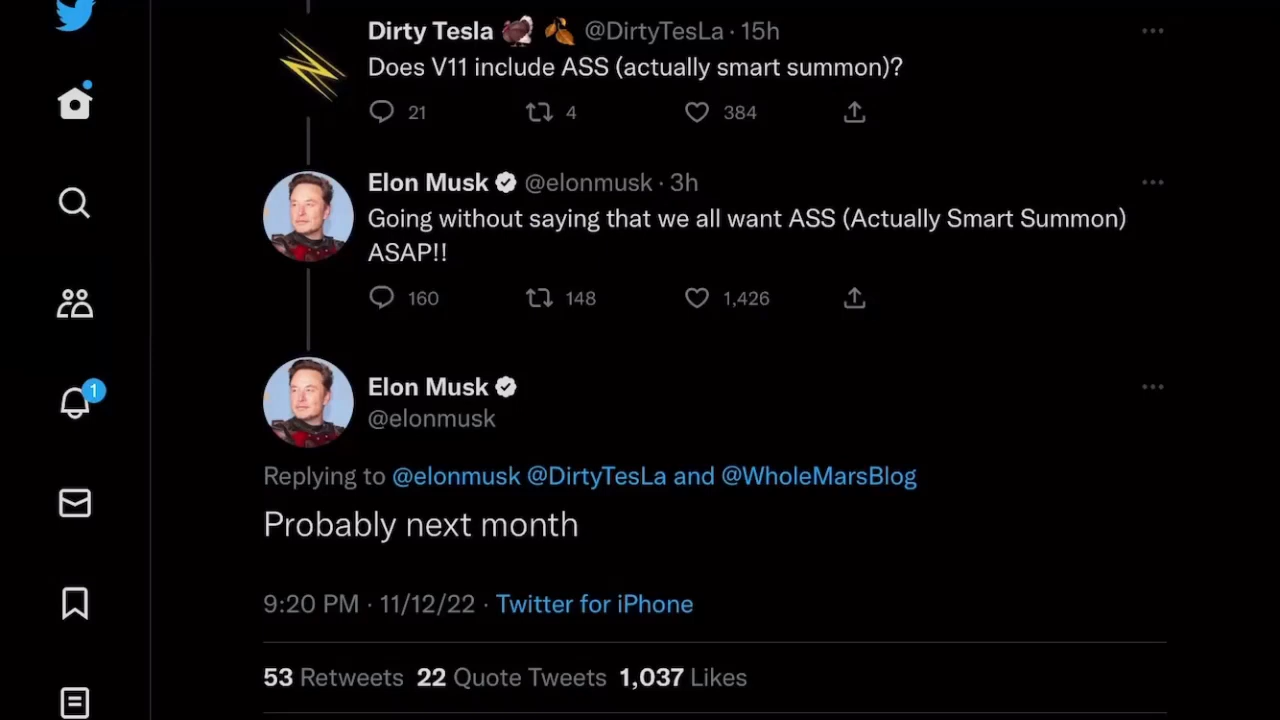 Dirty Tesla 🦃 🍂 @DirtyTesLa · 15h
Does V11 include ASS (actually smart summon)?
21 4 384
Elon Musk @elonmusk · 3h
Going without saying that we all want ASS (Actually Smart Summon)
ASAP!!
160 148 1,426
1
Elon Musk
@elonmusk
Replying to @elonmusk @DirtyTesLa and @WholeMarsBlog
Probably next month
9:20 PM · 11/12/22 · Twitter for iPhone
53 Retweets 22 Quote Tweets 1,037 Likes